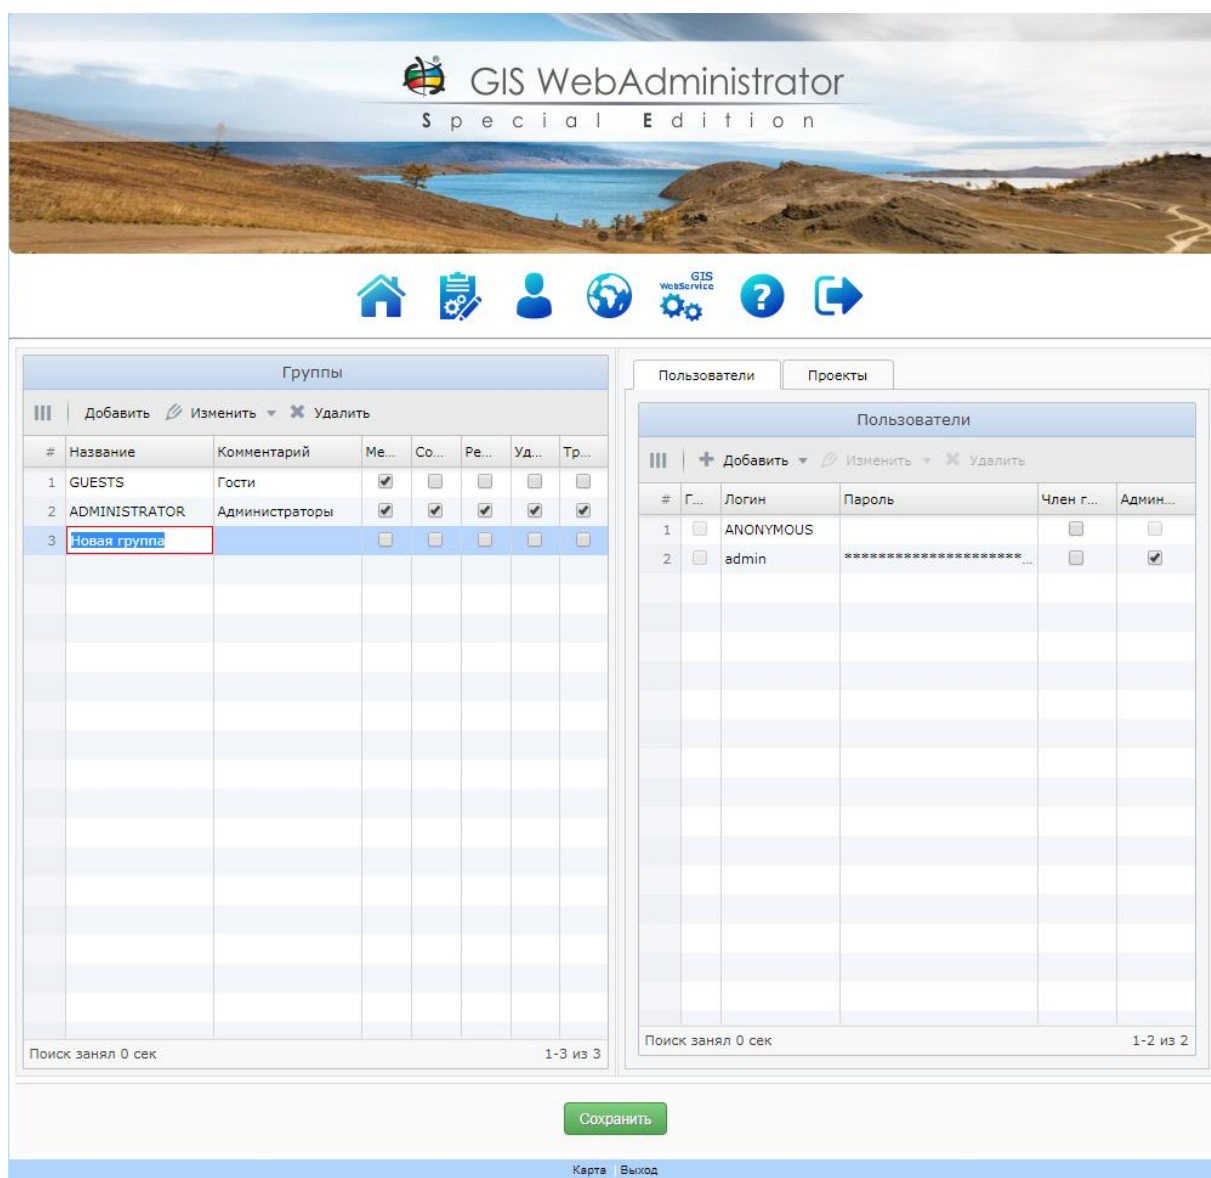 GIS WebAdministrator
Special Edition
GIS
WebService
?
Группы
Добавить Изменить Удалить
# Название Комментарий Ме... Со... Ре... Уд... Тр...
1 GUESTS Гости
2 ADMINISTRATOR Администраторы
3 Новая группа
Поиск занял 0 сек 1-3 из 3
Пользователи Проекты
Пользователи
Добавить Изменить Удалить
# Г... Логин Пароль Член г... Админ...
1 ANONYMOUS
2 admin *********************...
Поиск занял 0 сек 1-2 из 2
Сохранить
Карта | Выход